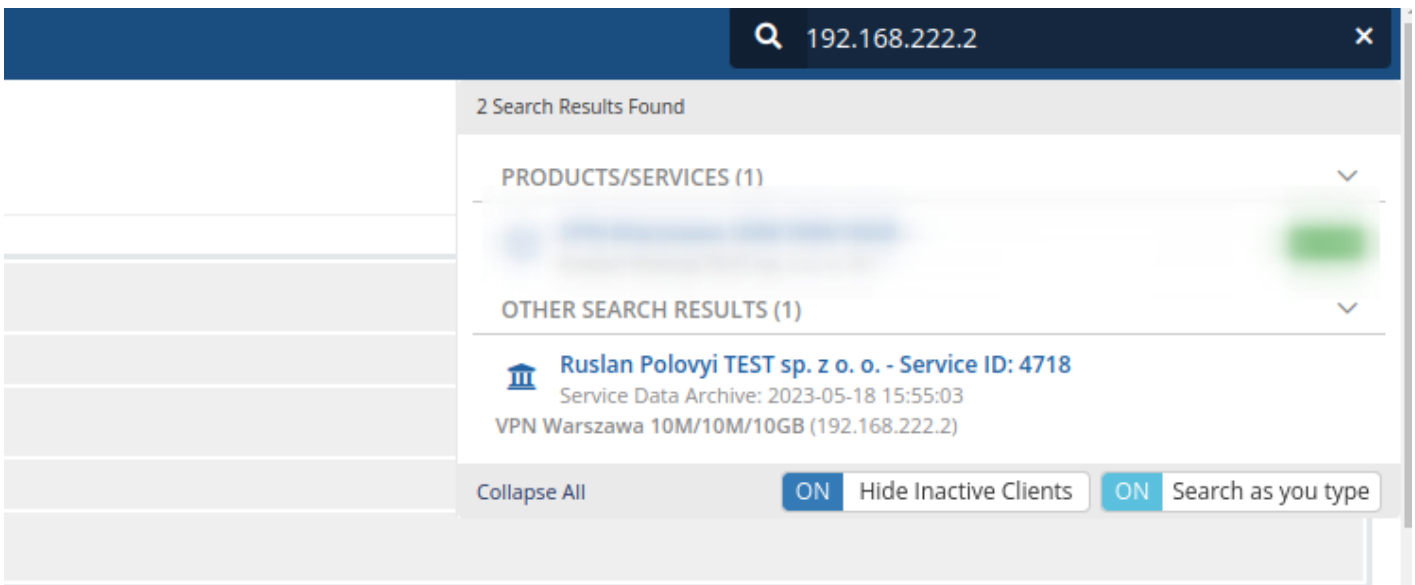 192.168.222.2 ×
2 Search Results Found
PRODUCTS/SERVICES (1)
OTHER SEARCH RESULTS (1)
Ruslan Polovyi TEST sp. z o. o. - Service ID: 4718
Service Data Archive: 2023-05-18 15:55:03
VPN Warszawa 10M/10M/10GB (192.168.222.2)
Collapse All ON Hide Inactive Clients ON Search as you type